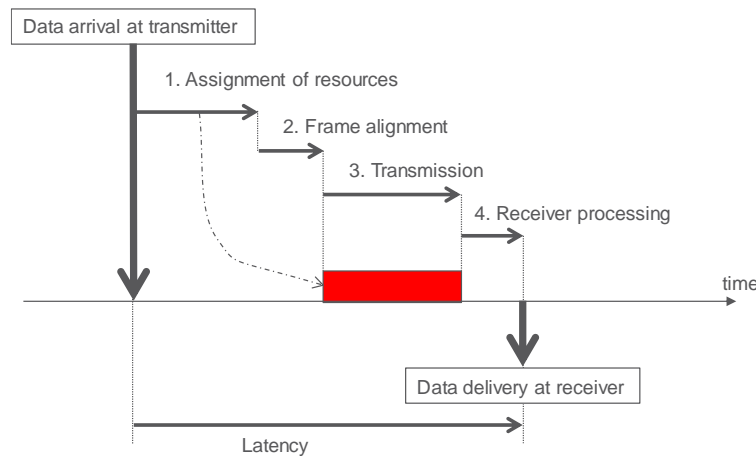 Data arrival at transmitter
1. Assignment of resources
2. Frame alignment
3. Transmission
4. Receiver processing
time
Data delivery at receiver
Latency